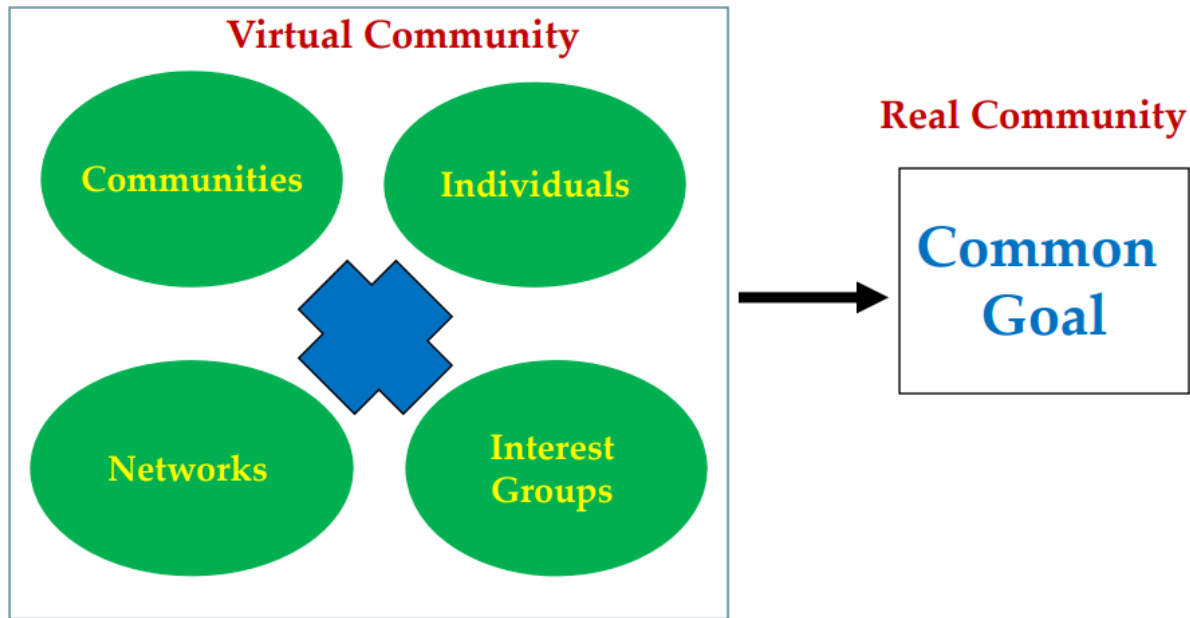 Virtual Community
Communities
Individuals
Networks
Interest
Groups
Real Community
Common
Goal